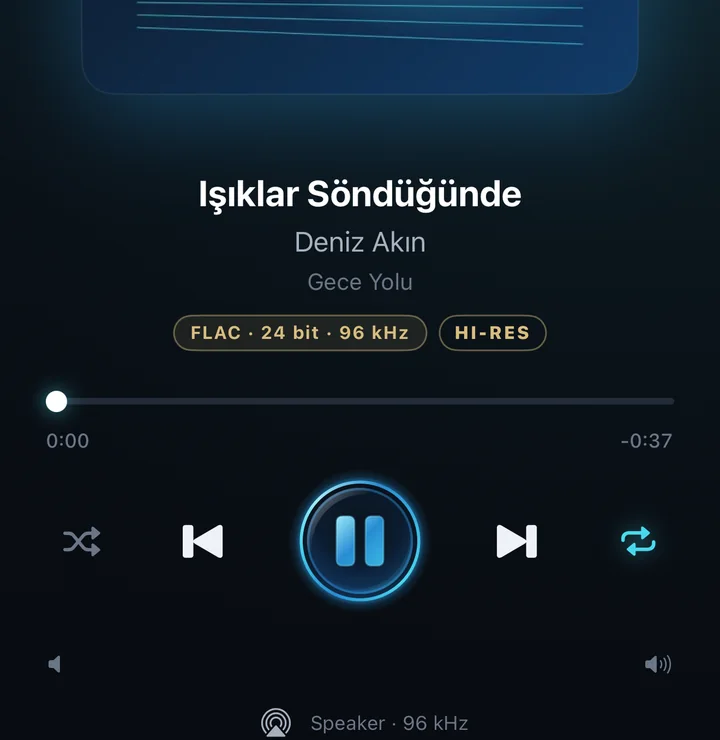 Işıklar Söndüğünde
Deniz Akın
Gece Yolu
FLAC · 24 bit · 96 kHz HI-RES
0:00 -0:37
Speaker · 96 kHz